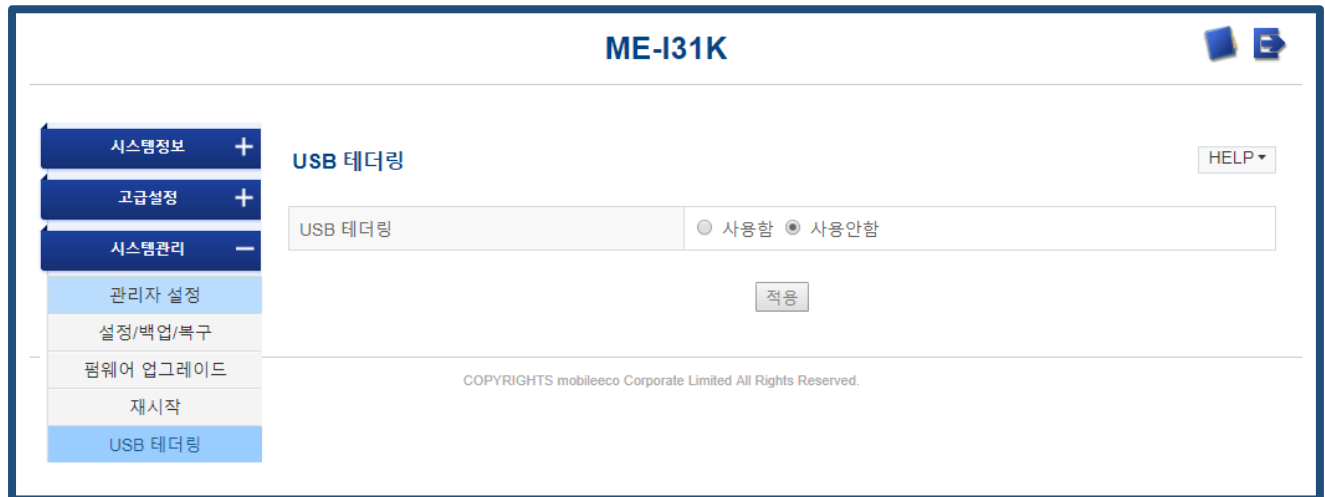 ME-I31K
시스템정보
고급설정
시스템관리
관리자 설정
설정/백업/복구
펌웨어 업그레이드
재시작
USB 테더링
USB 테더링
HELP
USB 테더링 사용함 사용안함
적용
COPYRIGHTS mobileeco Corporate Limited All Rights Reserved.